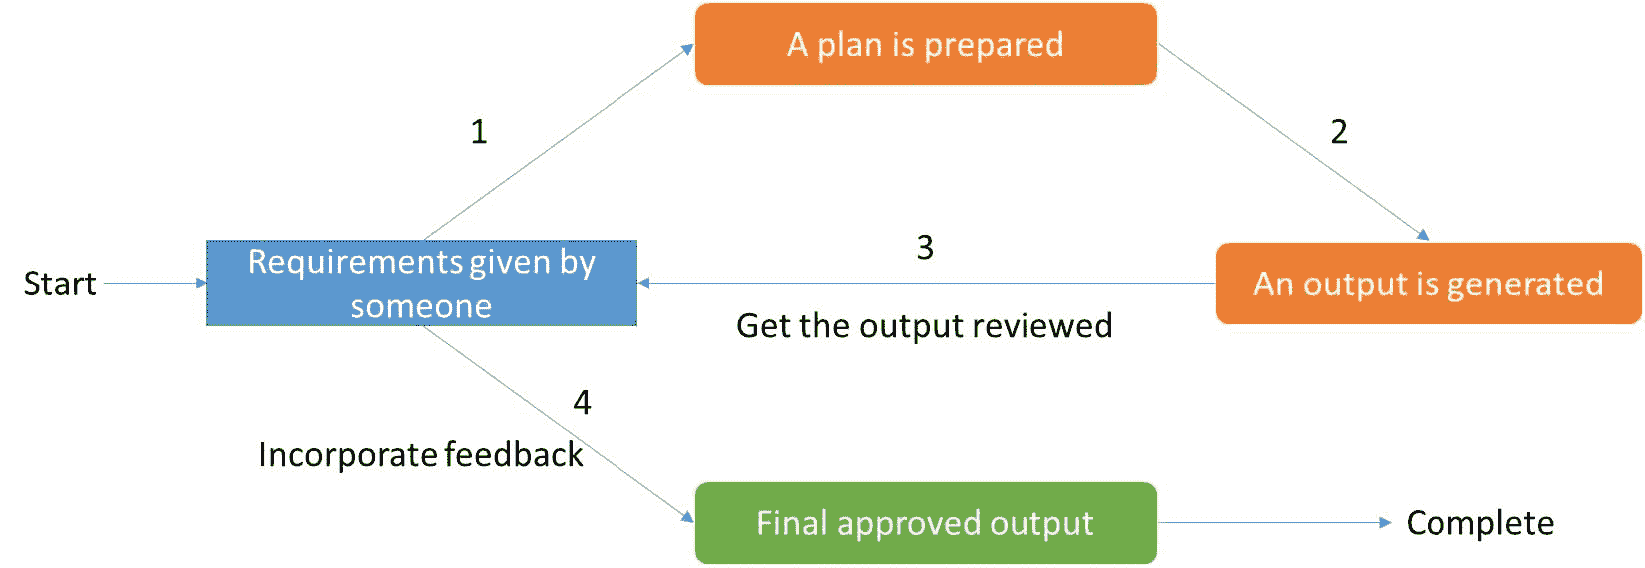 A plan is prepared
1
2
Start
Requirements given by
someone
3
Get the output reviewed
An output is generated
4
Incorporate feedback
Final approved output
Complete